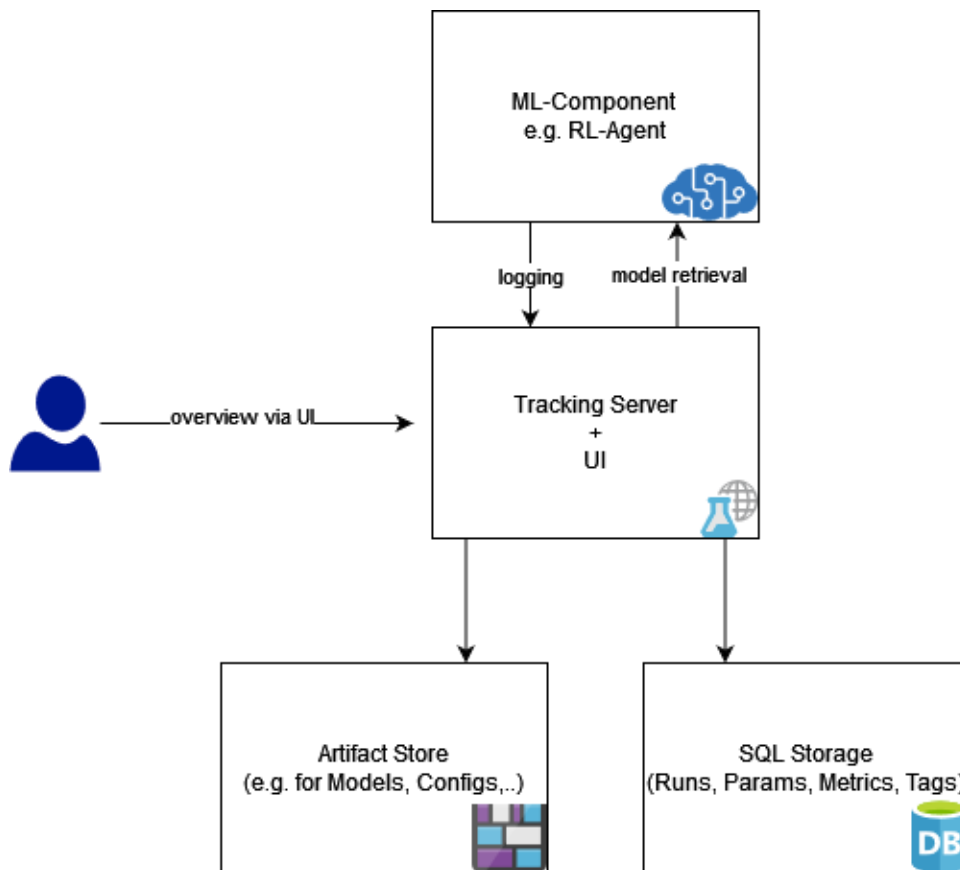 ML-Component
e.g. RL-Agent
logging
model retrieval
overview via UI
Tracking Server
+
UI
Artifact Store
(e.g. for Models, Configs,..)
SQL Storage
(Runs, Params, Metrics, Tags)
DB